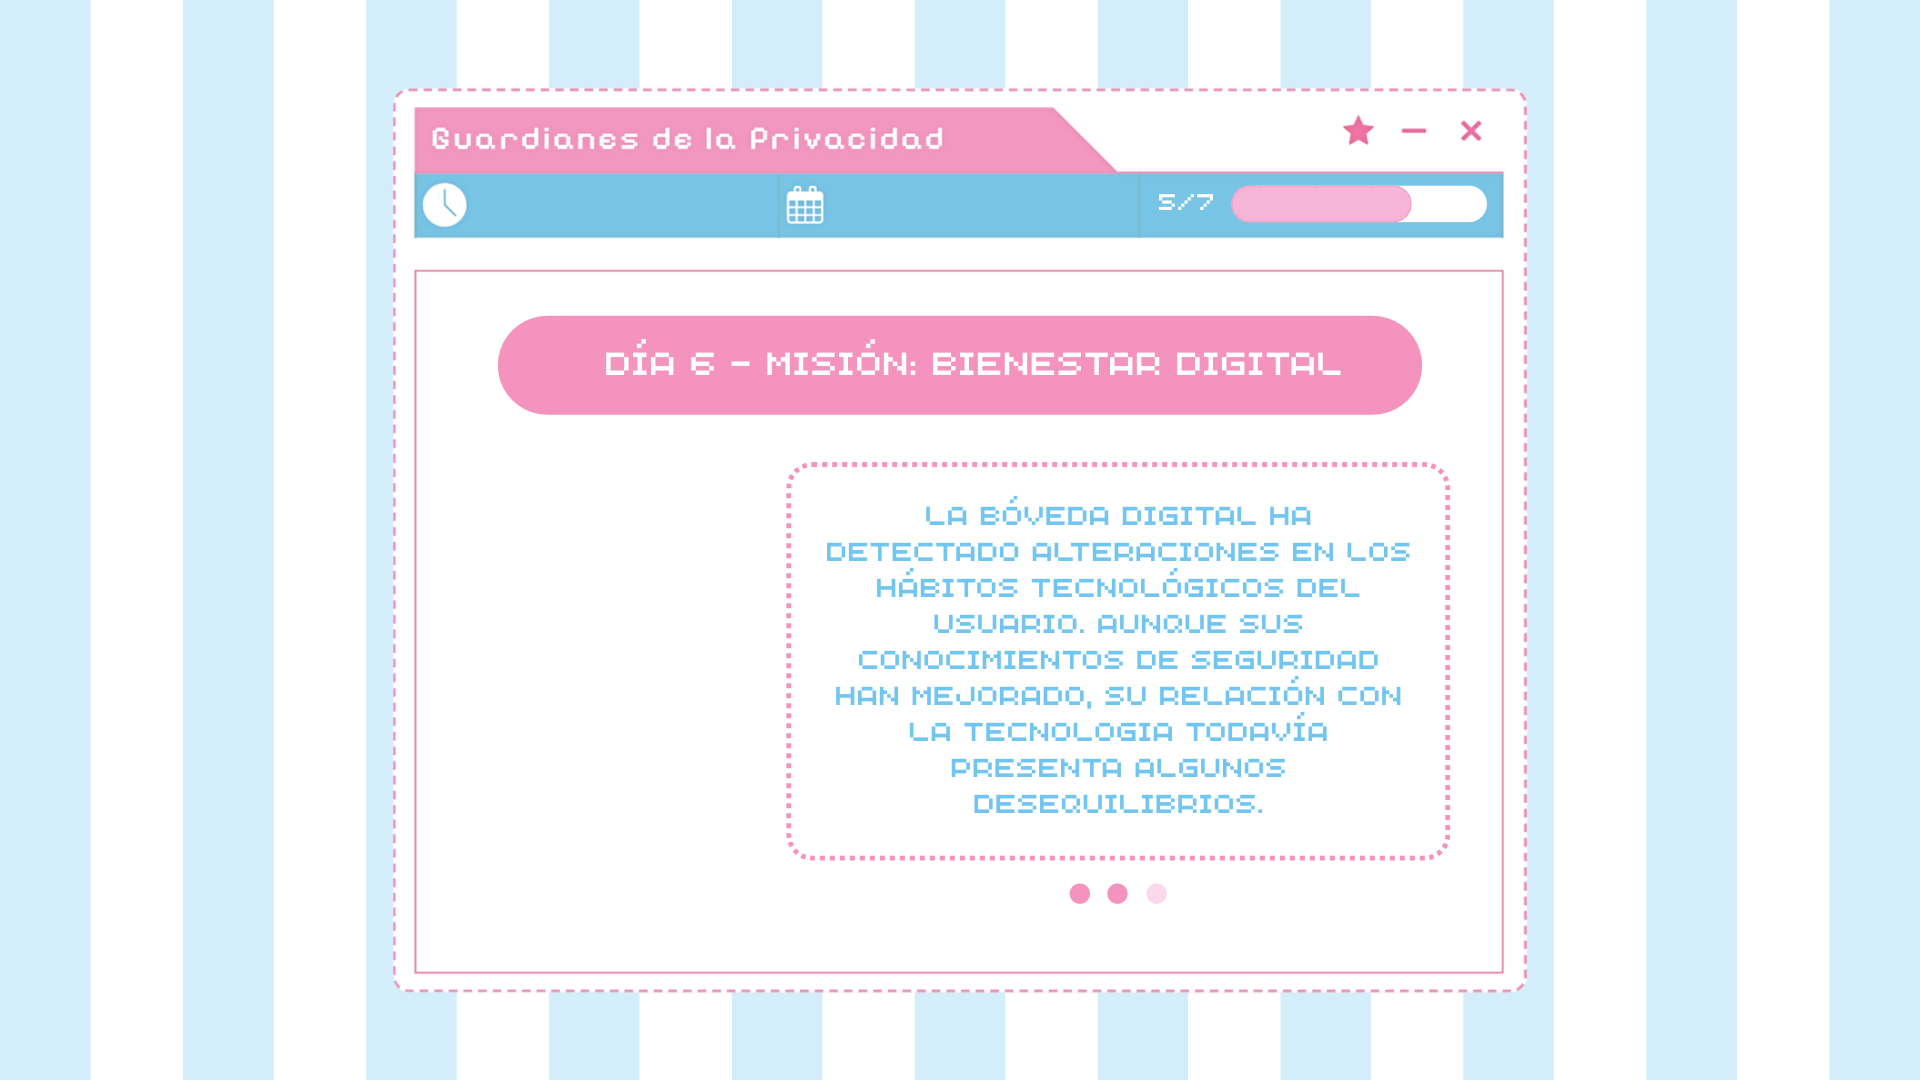 Guardianes de la Privacidad
5/7
DÍA 6 - MISIÓN: BIENESTAR DIGITAL
LA BÓVEDA DIGITAL HA
DETECTADO ALTERACIONES EN LOS
HÁBITOS TECNOLÓGICOS DEL
USUARIO. AUNQUE SUS
CONOCIMIENTOS DE SEGURIDAD
HAN MEJORADO, SU RELACIÓN CON
LA TECNOLOGIA TODAVÍA
PRESENTA ALGUNOS
DESEQUILIBRIOS.